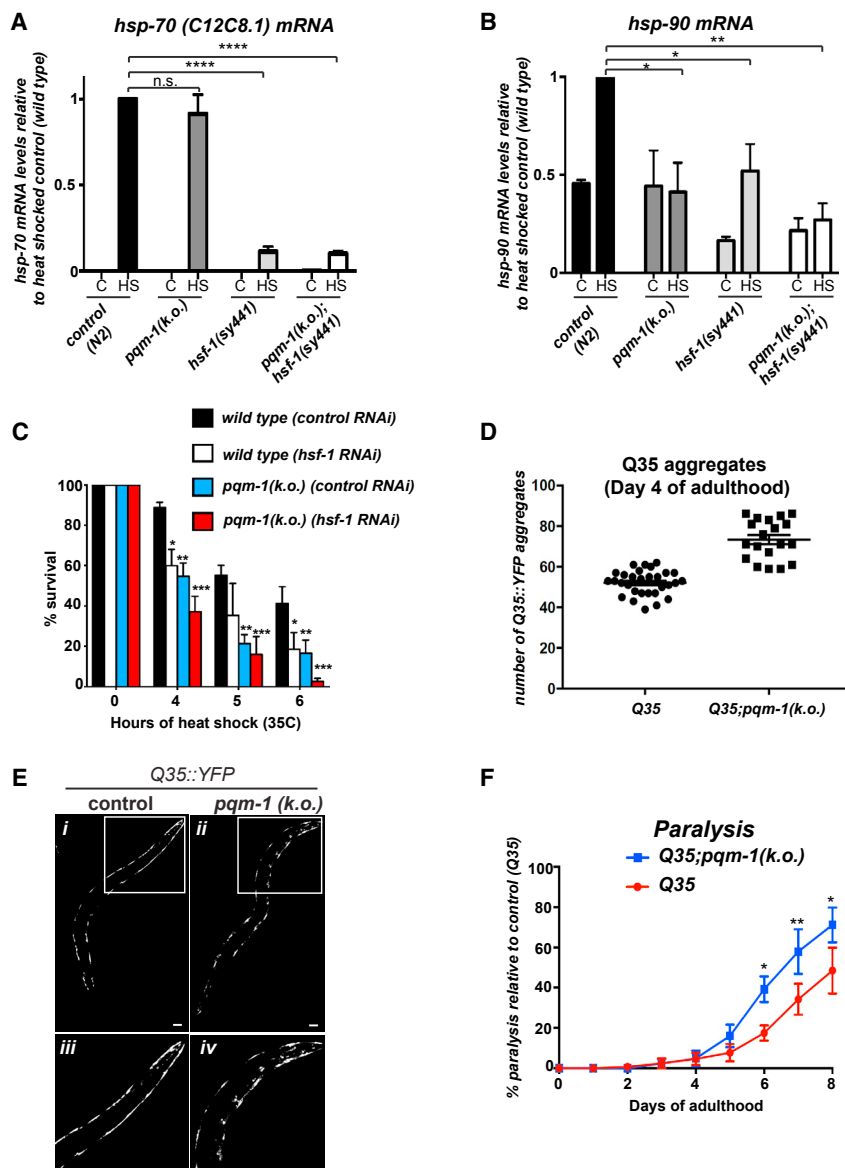 A
hsp-70 (C12C8.1) mRNA
****
****
n.s.
hsp-70 mRNA levels relative
to heat shocked control (wild type)
1
0.5
0
C HS C HS C HS C HS
control
(N2)
pqm-1(k.o.)
hsf-1(sy441)
pqm-1(k.o.);
hsf-1(sy441)
B
hsp-90 mRNA
**
*
*
hsp-90 mRNA levels relative
to heat shocked control (wild type)
1
0.5
0
C HS C HS C HS C HS
control
(N2)
pqm-1(k.o.)
hsf-1(sy441)
pqm-1(k.o.);
hsf-1(sy441)
C
wild type (control RNAi)
wild type (hsf-1 RNAi)
pqm-1(k.o.) (control RNAi)
pqm-1(k.o.) (hsf-1 RNAi)
% survival
100
80
60
40
20
0
* ** ***
** ***
* ** ***
0 4 5 6
Hours of heat shock (35C)
D
Q35 aggregates
(Day 4 of adulthood)
number of Q35::YFP aggregates
100
80
60
40
20
0
Q35 Q35;pqm-1(k.o.)
E
Q35::YFP
control pqm-1 (k.o.)
i ii
iii iv
F
Paralysis
Q35;pqm-1(k.o.)
Q35
% paralysis relative to control (Q35)
100
80
60
40
20
0
* ** *
0 2 4 6 8
Days of adulthood